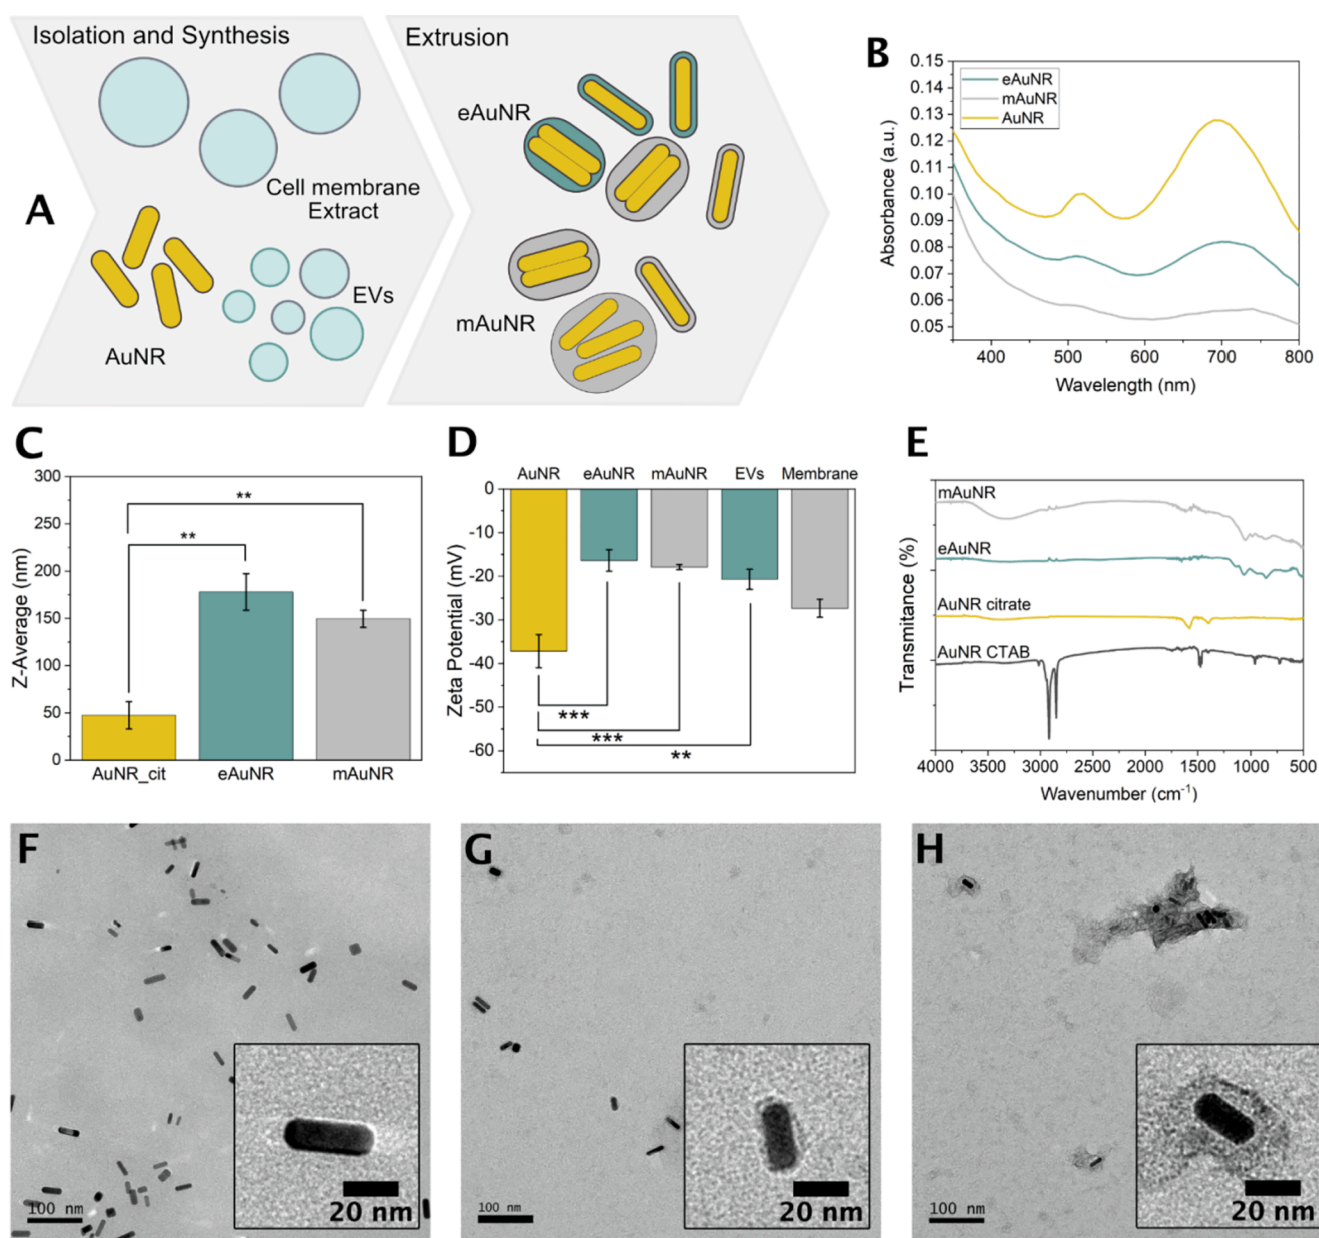 A
Isolation and Synthesis
Cell membrane
Extract
AuNR
EVs
Extrusion
eAuNR
mAuNR
B
Absorbance (a.u.)
0.15
0.14
0.13
0.12
0.11
0.10
0.09
0.08
0.07
0.06
0.05
eAuNR
mAuNR
AuNR
400
500
600
700
800
Wavelength (nm)
C
Z-Average (nm)
300
250
200
150
100
50
0
**
**
AuNR_cit
eAuNR
mAuNR
D
AuNR
eAuNR
mAuNR
EVs
Membrane
Zeta Potential (mV)
0
-10
-20
-30
-40
-50
-60
***
***
**
E
Transmitance (%)
mAuNR
eAuNR
AuNR citrate
AuNR CTAB
4000
3500
3000
2500
2000
1500
1000
500
Wavenumber (cm⁻¹)
F
100 nm
20 nm
G
100 nm
20 nm
H
100 nm
20 nm